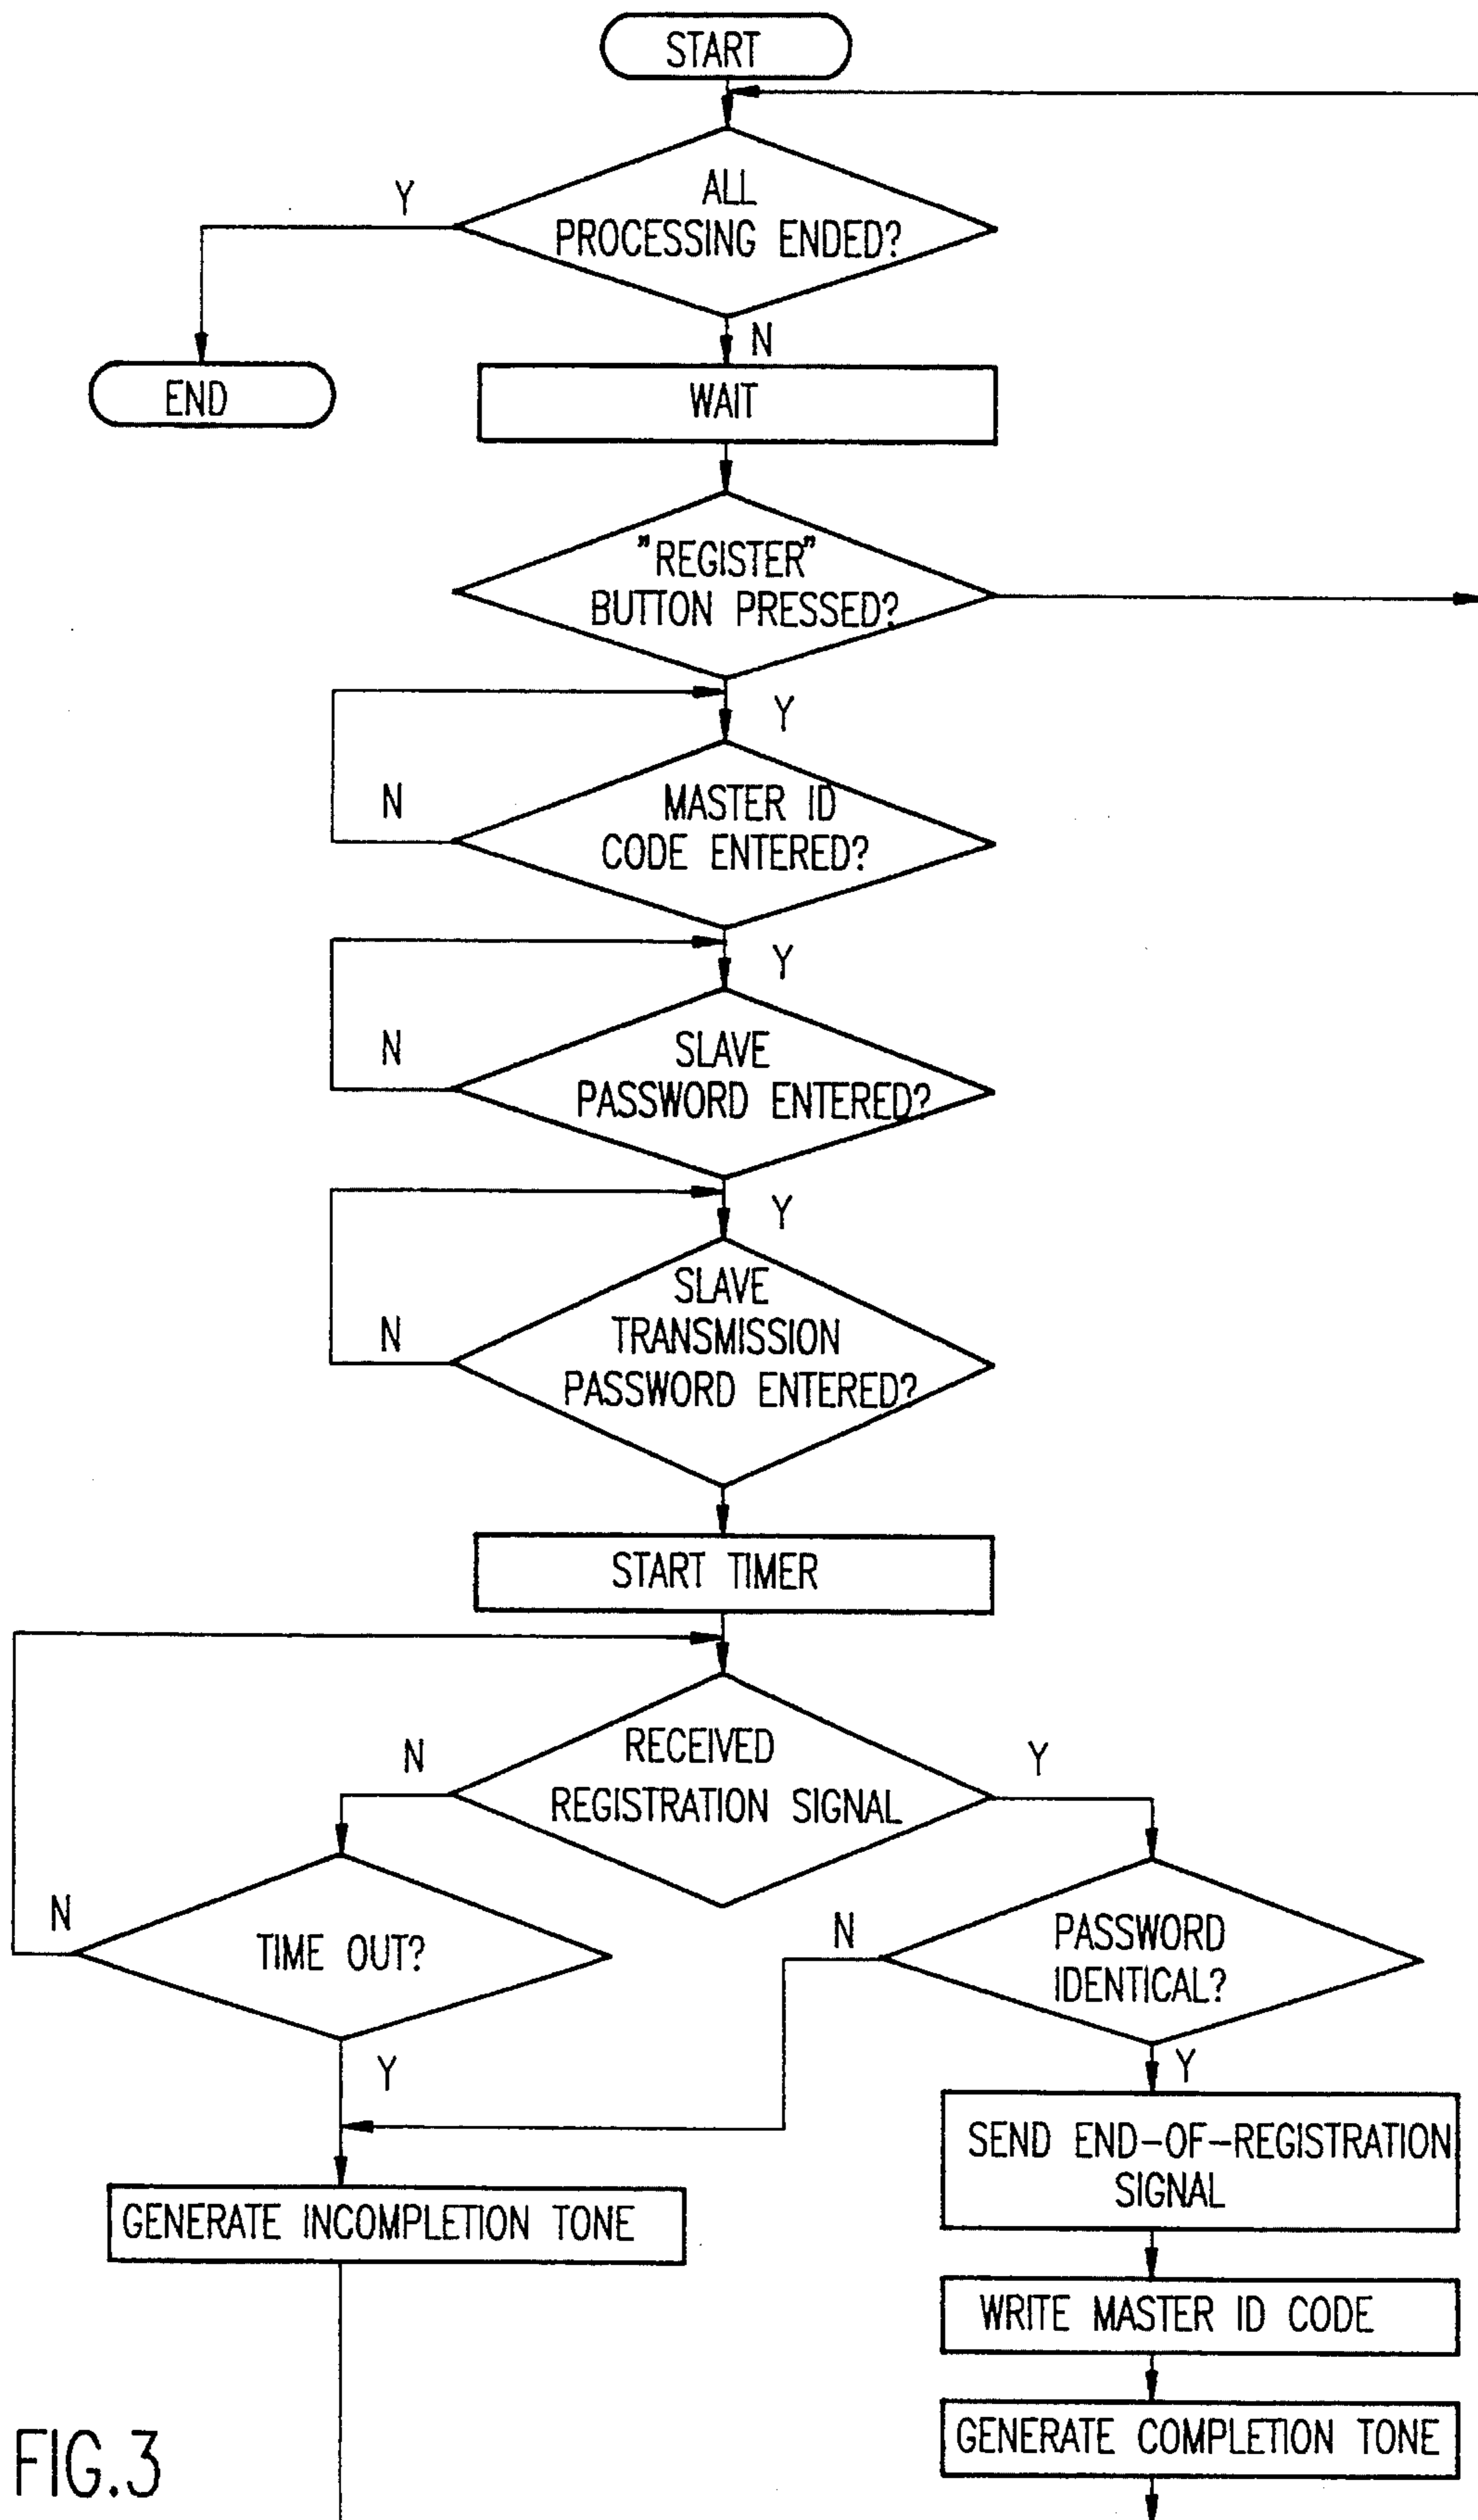 START
ALL
PROCESSING ENDED?
Y
N
END
WAIT
"REGISTER"
BUTTON PRESSED?
Y
MASTER ID
CODE ENTERED?
N
Y
SLAVE
PASSWORD ENTERED?
N
Y
SLAVE
TRANSMISSION
PASSWORD ENTERED?
N
START TIMER
RECEIVED
REGISTRATION SIGNAL
N
Y
TIME OUT?
N
Y
PASSWORD
IDENTICAL?
N
Y
GENERATE INCOMPLETION TONE
SEND END-OF-REGISTRATION
SIGNAL
WRITE MASTER ID CODE
GENERATE COMPLETION TONE
FIG.3